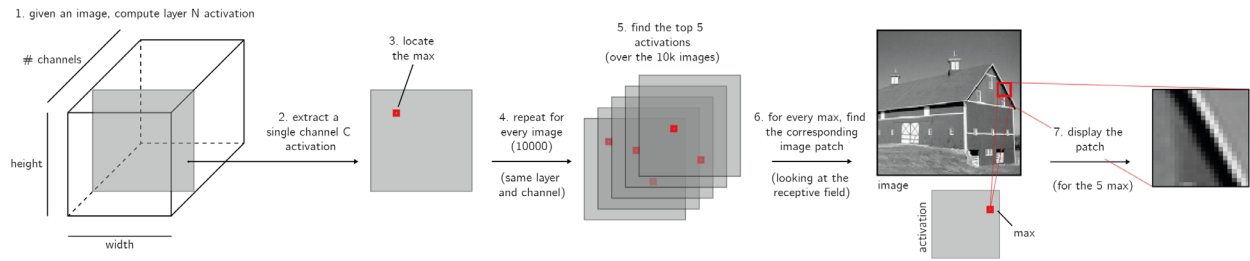 1. given an image, compute layer N activation
# channels
height
width
2. extract a
single channel C
activation
3. locate
the max
4. repeat for
every image
(10000)
(same layer
and channel)
5. find the top 5
activations
(over the 10k images)
6. for every max, find
the corresponding
image patch
(looking at the
receptive field)
image
activation
max
7. display the
patch
(for the 5 max)